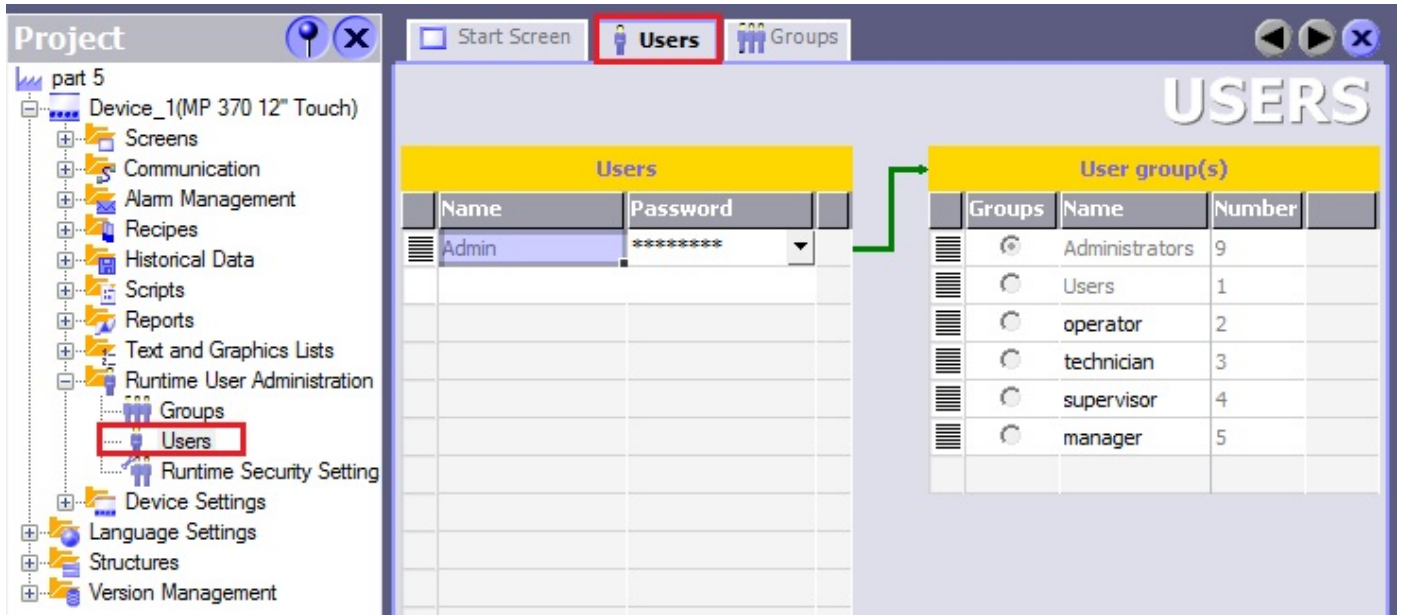 Project
part 5
Device_1(MP 370 12" Touch)
Screens
Communication
Alarm Management
Recipes
Historical Data
Scripts
Reports
Text and Graphics Lists
Runtime User Administration
Groups
Users
Runtime Security Setting
Device Settings
Language Settings
Structures
Version Management
Start Screen Users Groups
USERS
Users
Name Password
Admin ********
User group(s)
Groups Name Number
Administrators 9
Users 1
operator 2
technician 3
supervisor 4
manager 5